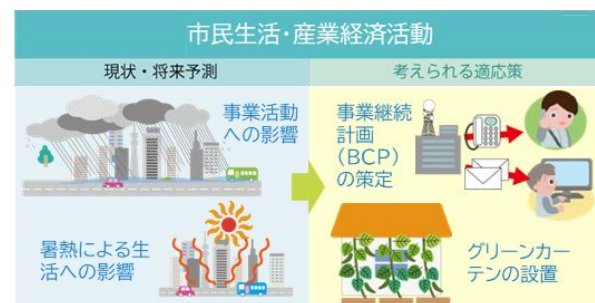 市民生活・産業経済活動
現状・将来予測
考えられる適応策
事業活動
への影響
暑熱による生
活への影響
事業継続
計画
（BCP）
の策定
グリーンカー
テンの設置